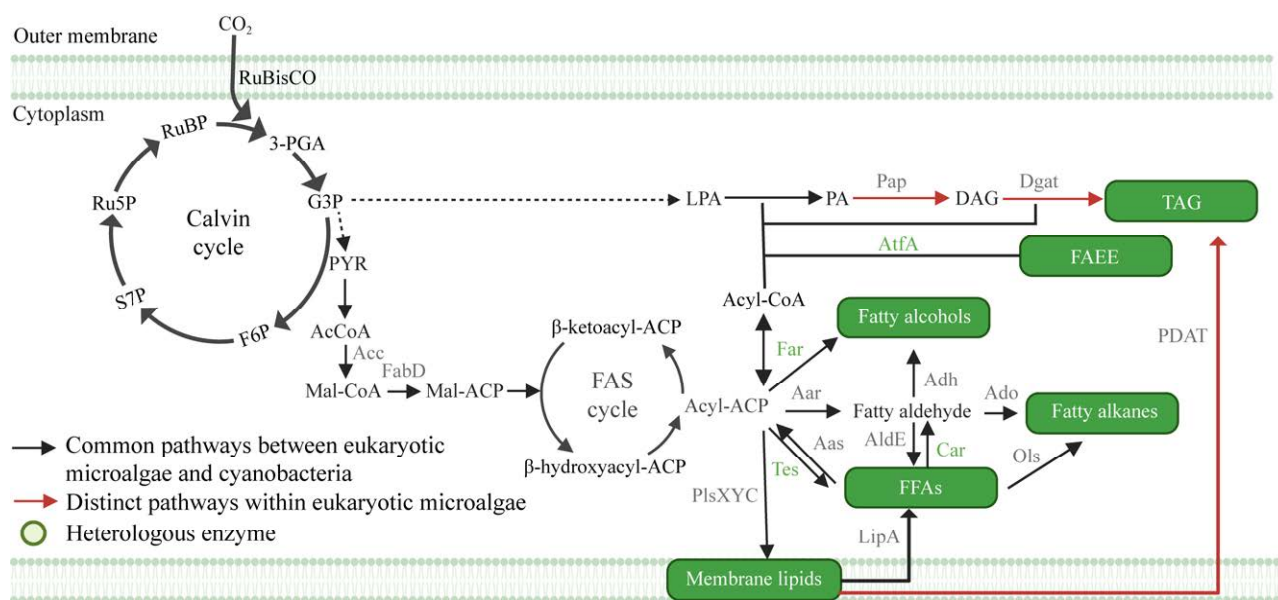 CO₂
Outer membrane
RuBisCO
Cytoplasm
RuBP
3-PGA
G3P
Ru5P
Calvin
cycle
S7P
F6P
PYR
AcCoA
Acc
FabD
Mal-CoA
Mal-ACP
β-ketoacyl-ACP
FAS
cycle
β-hydroxyacyl-ACP
Acyl-ACP
LPA
PA
Pap
DAG
Dgat
TAG
AtfA
FAEE
Acyl-CoA
Fatty alcohols
PDAT
Far
Aar
Adh
Fatty aldehyde
Ado
Fatty alkanes
Aas
AldE
Car
Ols
Tes
FFAs
PlsXYC
LipA
Membrane lipids
Common pathways between eukaryotic
microalgae and cyanobacteria
Distinct pathways within eukaryotic microalgae
Heterologous enzyme